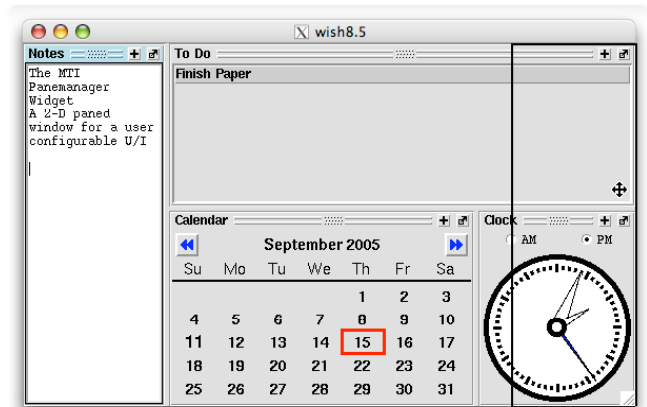 wish8.5
Notes
The MTI
Panemanager
Widget
A 2-D paned
window for a user
configurable U/I
To Do
Finish Paper
Calendar
September 2005
Su Mo Tu We Th Fr Sa
1 2 3
4 5 6 7 8 9 10
11 12 13 14 15 16 17
18 19 20 21 22 23 24
25 26 27 28 29 30 31
Clock
AM PM